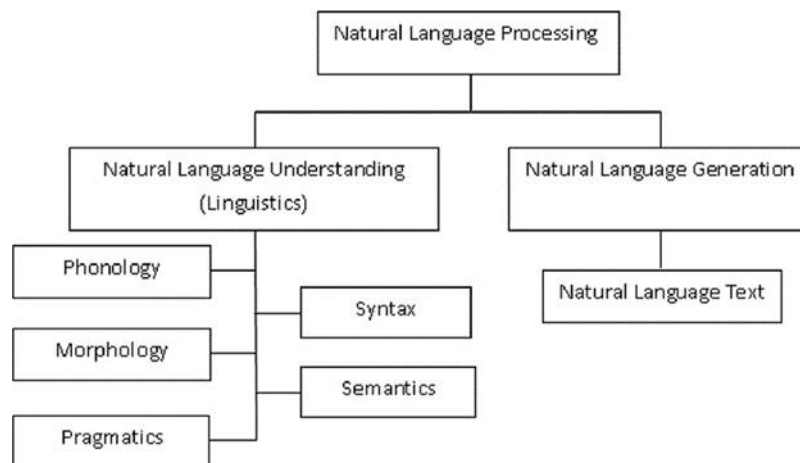 Natural Language Processing
Natural Language Understanding
(Linguistics)
Natural Language Generation
Phonology
Natural Language Text
Syntax
Morphology
Semantics
Pragmatics